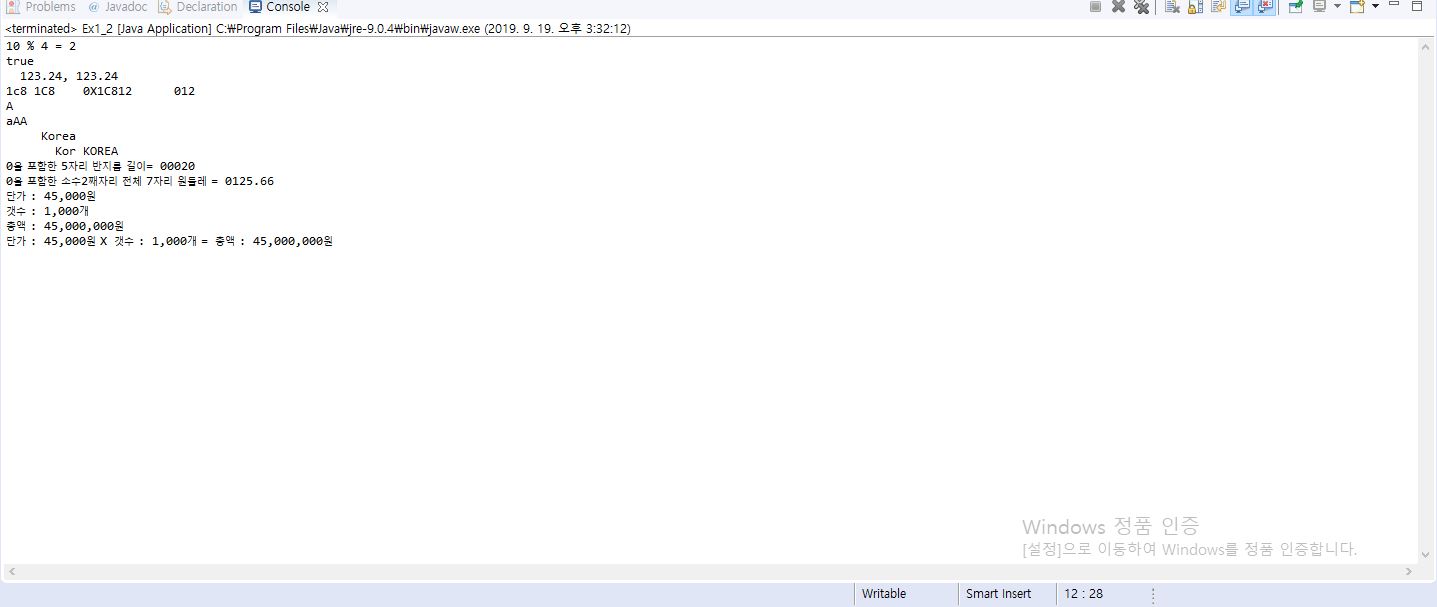 Problems @ Javadoc Declaration Console
<terminated> Ex1_2 [Java Application] C:₩Program Files₩Java₩jre-9.0.4₩bin₩javaw.exe (2019. 9. 19. 오후 3:32:12)
10 % 4 = 2
true
  123.24, 123.24
1c8 1C8    0X1C812      012
A
aAA
     Korea
       Kor KOREA
0을 포함한 5자리 반지름 길이= 00020
0을 포함한 소수2째자리 전체 7자리 원둘레 = 0125.66
단가 : 45,000원
갯수 : 1,000개
총액 : 45,000,000원
단가 : 45,000원 X 갯수 : 1,000개 = 총액 : 45,000,000원
Windows 정품 인증
[설정]으로 이동하여 Windows를 정품 인증합니다.
Writable Smart Insert 12 : 28